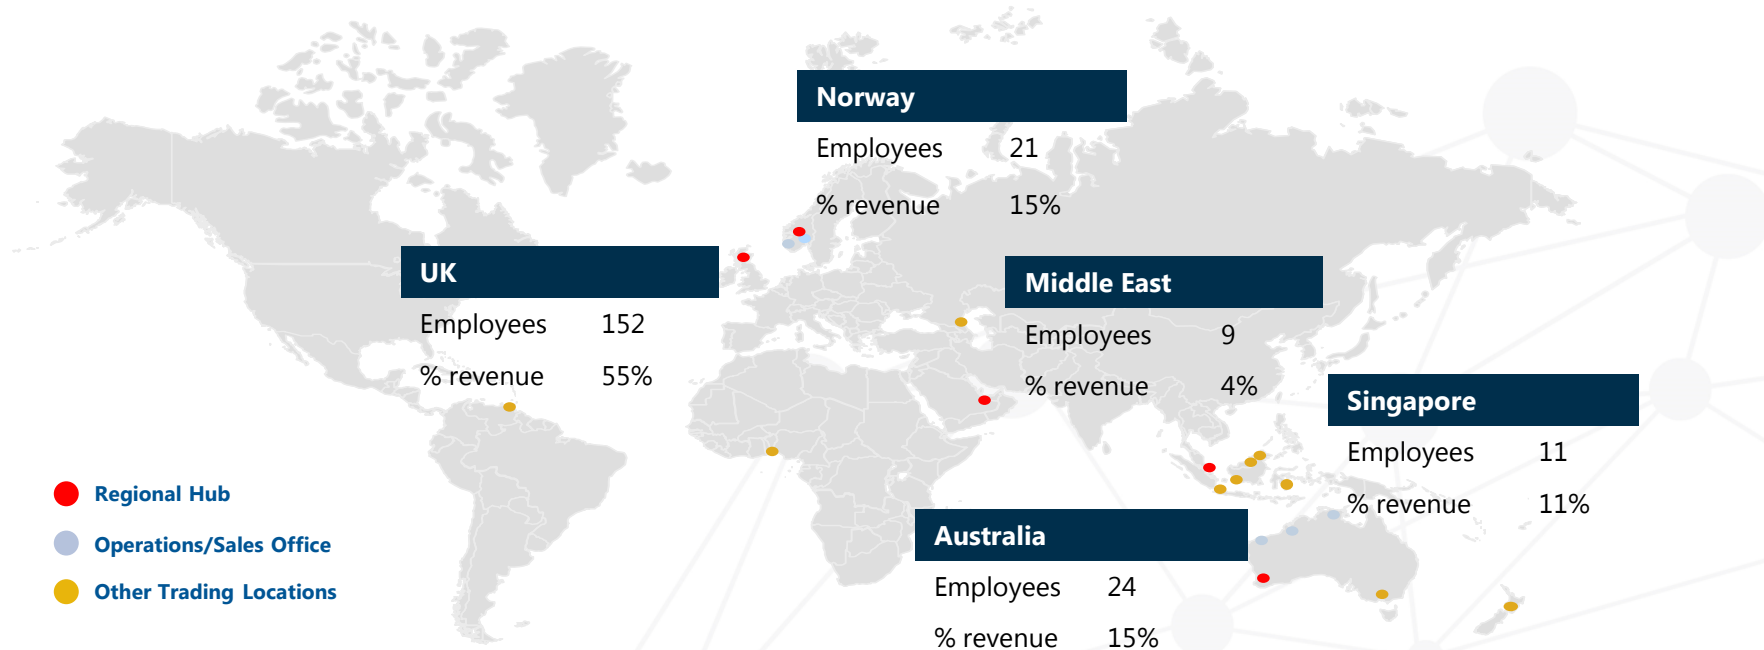 Norway
Employees 21
% revenue 15%
UK
Employees 152
% revenue 55%
Middle East
Employees 9
% revenue 4%
Singapore
Employees 11
% revenue 11%
Australia
Employees 24
% revenue 15%
Regional Hub
Operations/Sales Office
Other Trading Locations